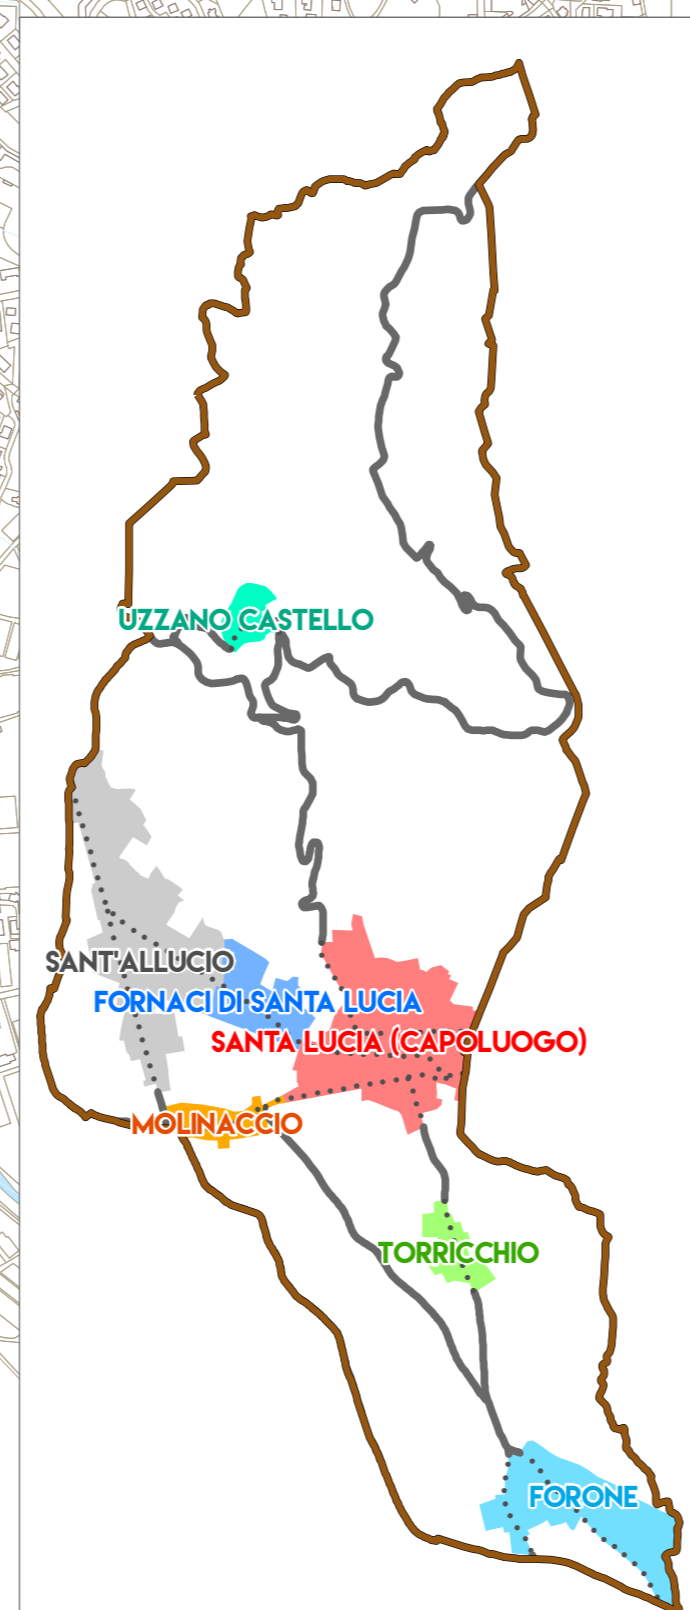 UZZANO CASTELLO
SANT'ALLUCIO
FORNACI DI SANTA LUCIA
SANTA LUCIA (CAPOLUOGO)
MOLINACCIO
TORRICCHIO
FORONE